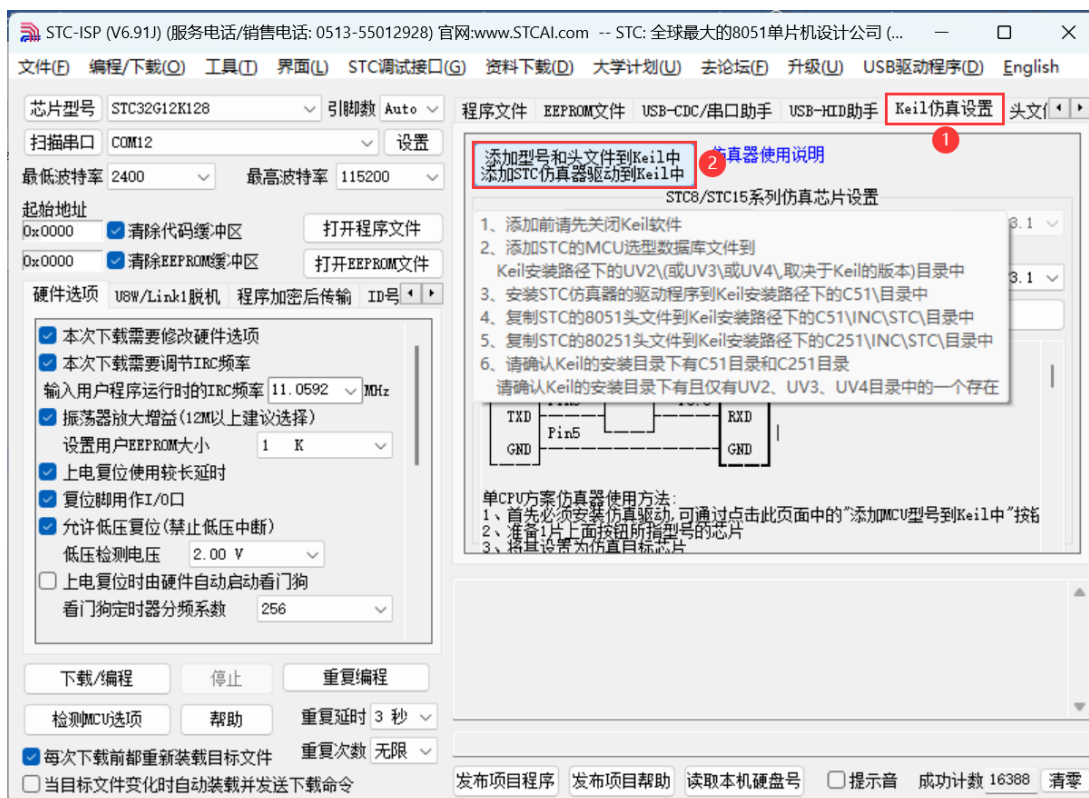 STC-ISP (V6.91J) (服务电话/销售电话: 0513-55012928) 官网:www.STCAI.com -- STC: 全球最大的8051单片机设计公司 (...
文件(F) 编程/下载(O) 工具(T) 界面(L) STC调试接口(G) 资料下载(D) 大学计划(U) 去论坛(F) 升级(U) USB驱动程序(D) English
芯片型号 STC32G12K128 引脚数 Auto
扫描串口 COM12 设置
最低波特率 2400 最高波特率 115200
起始地址
0x0000 清除代码缓冲区 打开程序文件
0x0000 清除EEPROM缓冲区 打开EEPROM文件
硬件选项 U8W/Link1脱机 程序加密后传输 ID号
本次下载需要修改硬件选项
本次下载需要调节IRC频率
输入用户程序运行时的IRC频率 11.0592 MHz
振荡器放大增益(12M以上建议选择)
设置用户EEPROM大小 1 K
上电复位使用较长延时
复位脚用作I/O口
允许低压复位(禁止低压中断)
低压检测电压 2.00 V
上电复位时由硬件自动启动看门狗
看门狗定时器分频系数 256
下载/编程 停止 重复编程
检测MCU选项 帮助 重复延时 3 秒
每次下载前都重新装载目标文件 重复次数 无限
当目标文件变化时自动装载并发送下载命令
程序文件 EEPROM文件 USB-CDC/串口助手 USB-HID助手 Keil仿真设置 头文
1
添加型号和头文件到Keil中
添加STC仿真器驱动到Keil中
2
仿真器使用说明
STC8/STC15系列仿真芯片设置
3.1
3.1
1、添加前请先关闭Keil软件
2、添加STC的MCU选型数据库文件到
Keil安装路径下的UV2\(或UV3\或UV4\,取决于Keil的版本)目录中
3、安装STC仿真器的驱动程序到Keil安装路径下的C51\目录中
4、复制STC的8051头文件到Keil安装路径下的C51\INC\STC\目录中
5、复制STC的80251头文件到Keil安装路径下的C251\INC\STC\目录中
6、请确认Keil的安装目录下有C51目录和C251目录
请确认Keil的安装目录下有且仅有UV2、UV3、UV4目录中的一个存在
TXD RXD
Pin5
GND GND
单CPU方案仿真器使用方法:
1、首先必须安装仿真驱动,可通过点击此页面中的"添加MCU型号到Keil中"按钮
2、准备1片上面按钮所指型号的芯片
3、将其设置为仿真目标芯片
发布项目程序 发布项目帮助 读取本机硬盘号 提示音 成功计数 16388 清零